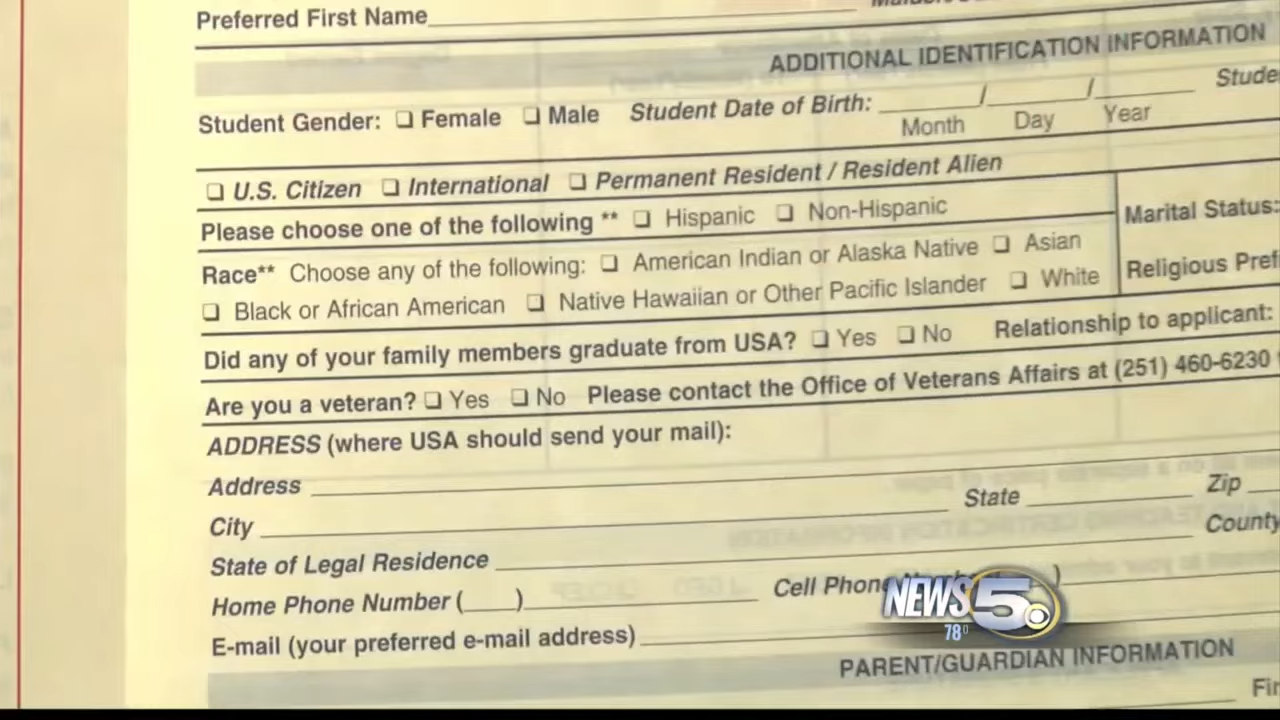 Preferred First Name
ADDITIONAL IDENTIFICATION INFORMATION
Student Gender: ❏ Female ❏ Male Student Date of Birth: ____/____/____
Month Day Year
❏ U.S. Citizen ❏ International ❏ Permanent Resident / Resident Alien
Please choose one of the following ** ❏ Hispanic ❏ Non-Hispanic
Marital Status:
Race** Choose any of the following: ❏ American Indian or Alaska Native ❏ Asian
❏ Black or African American ❏ Native Hawaiian or Other Pacific Islander ❏ White
Religious
Did any of your family members graduate from USA? ❏ Yes ❏ No Relationship to applicant:
Are you a veteran? ❏ Yes ❏ No Please contact the Office of Veterans Affairs at (251) 460-6230
ADDRESS (where USA should send your mail):
Address
State Zip
City
County
State of Legal Residence
Home Phone Number (____) Cell Phone
NEWS 5
78°
E-mail (your preferred e-mail address)
PARENT/GUARDIAN INFORMATION